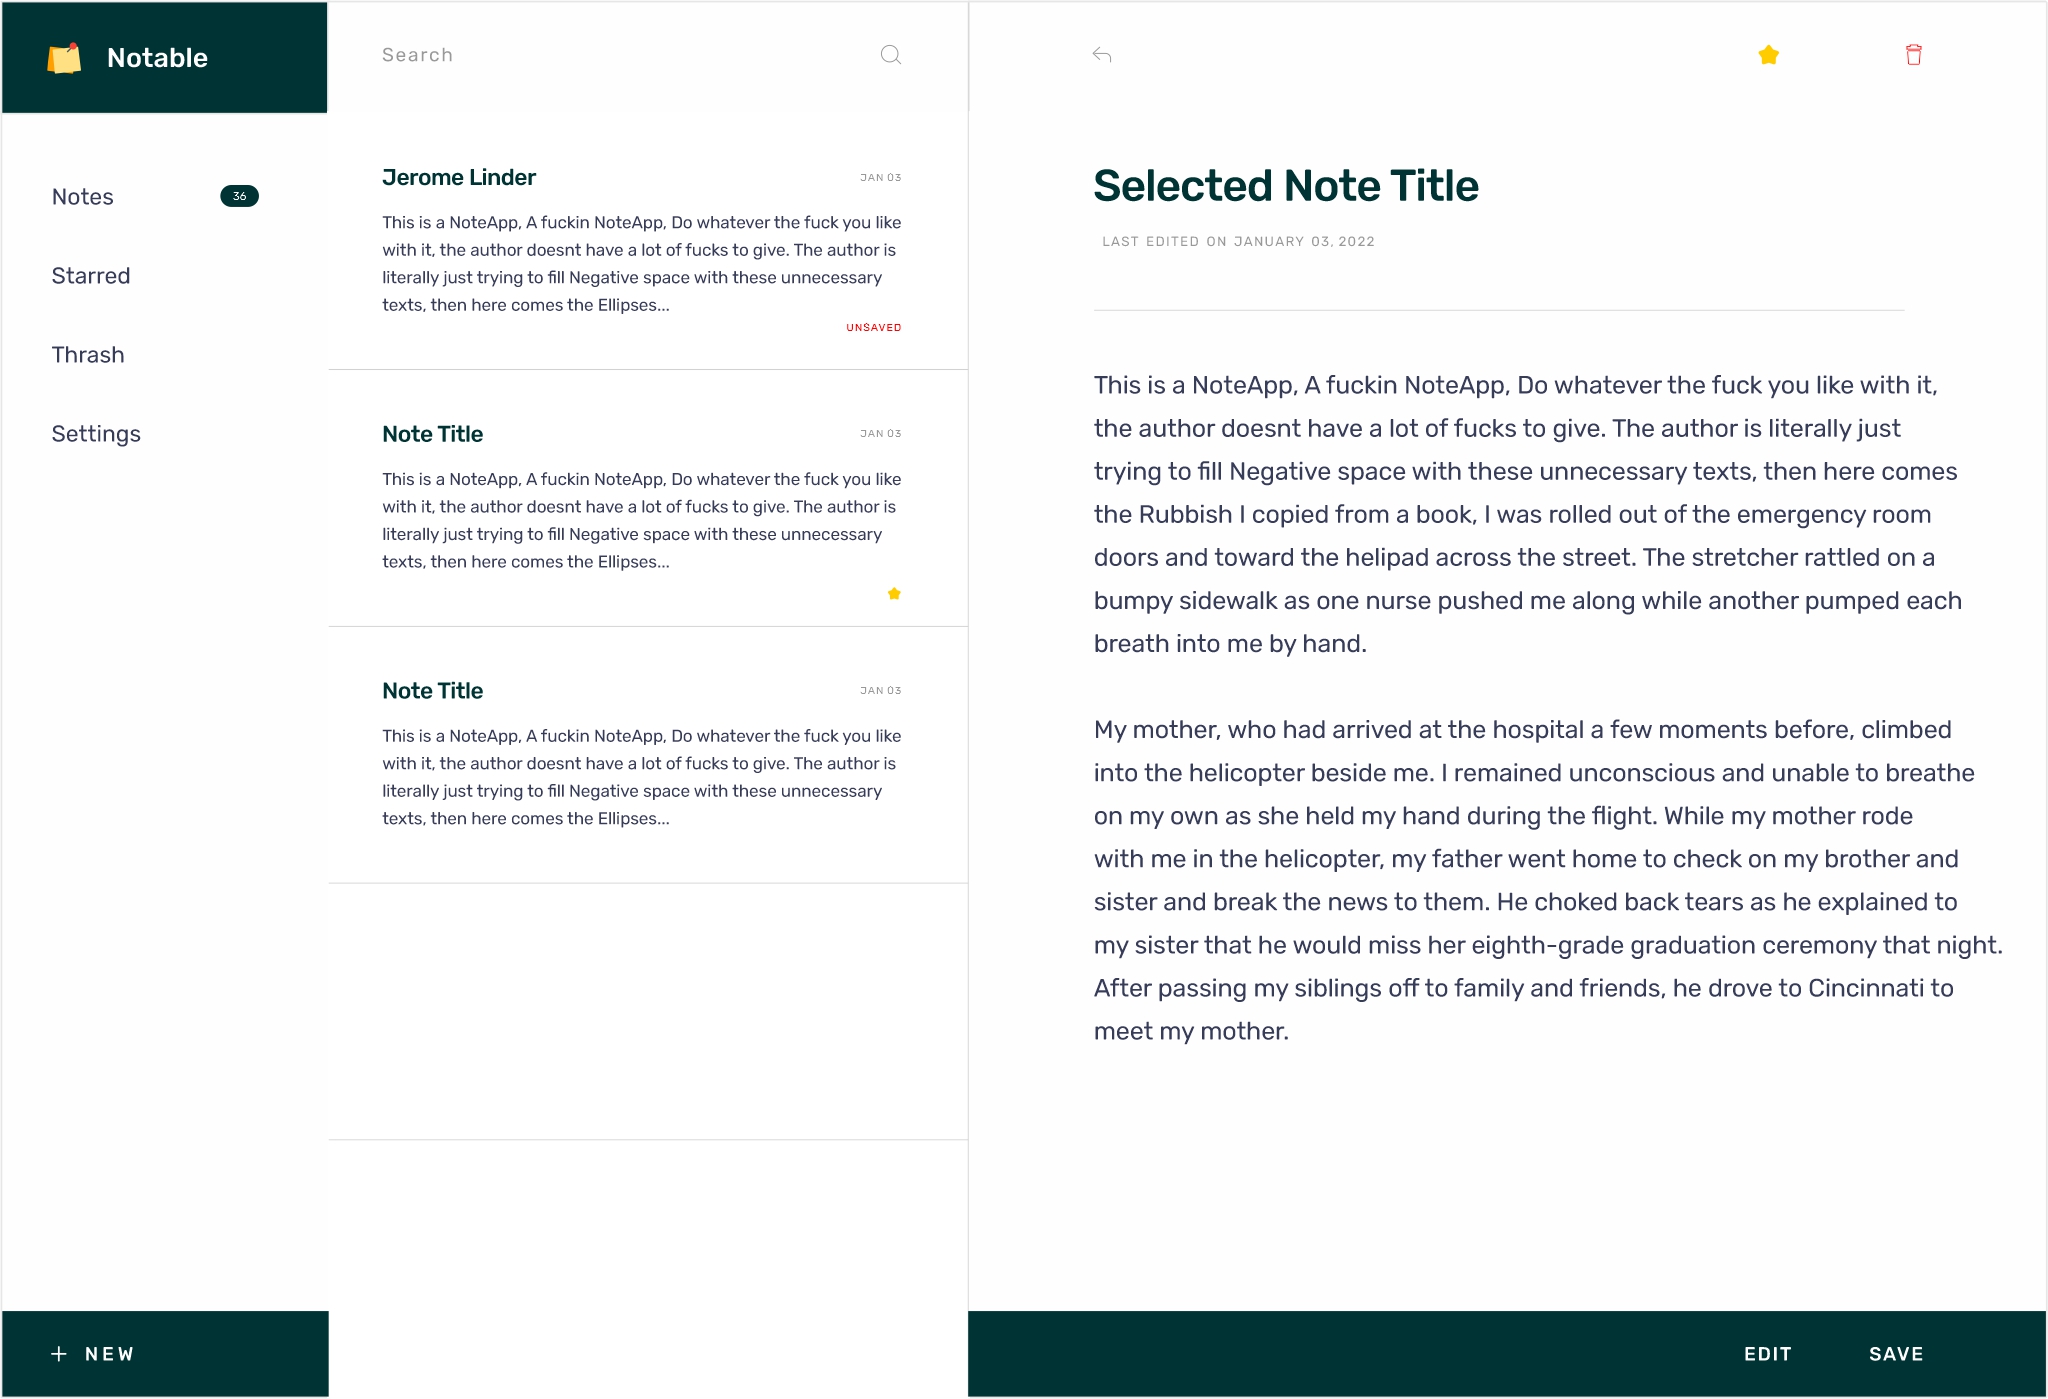 Notable
Search
Notes
36
Starred
Thrash
Settings
+ NEW
Jerome Linder
JAN 03
This is a NoteApp, A fuckin NoteApp, Do whatever the fuck you like
with it, the author doesnt have a lot of fucks to give. The author is
literally just trying to fill Negative space with these unnecessary
texts, then here comes the Ellipses...
UNSAVED
Note Title
JAN 03
This is a NoteApp, A fuckin NoteApp, Do whatever the fuck you like
with it, the author doesnt have a lot of fucks to give. The author is
literally just trying to fill Negative space with these unnecessary
texts, then here comes the Ellipses...
Note Title
JAN 03
This is a NoteApp, A fuckin NoteApp, Do whatever the fuck you like
with it, the author doesnt have a lot of fucks to give. The author is
literally just trying to fill Negative space with these unnecessary
texts, then here comes the Ellipses...
Selected Note Title
LAST EDITED ON JANUARY 03, 2022
This is a NoteApp, A fuckin NoteApp, Do whatever the fuck you like with it,
the author doesnt have a lot of fucks to give. The author is literally just
trying to fill Negative space with these unnecessary texts, then here comes
the Rubbish I copied from a book, I was rolled out of the emergency room
doors and toward the helipad across the street. The stretcher rattled on a
bumpy sidewalk as one nurse pushed me along while another pumped each
breath into me by hand.
My mother, who had arrived at the hospital a few moments before, climbed
into the helicopter beside me. I remained unconscious and unable to breathe
on my own as she held my hand during the flight. While my mother rode
with me in the helicopter, my father went home to check on my brother and
sister and break the news to them. He choked back tears as he explained to
my sister that he would miss her eighth-grade graduation ceremony that night.
After passing my siblings off to family and friends, he drove to Cincinnati to
meet my mother.
EDIT
SAVE